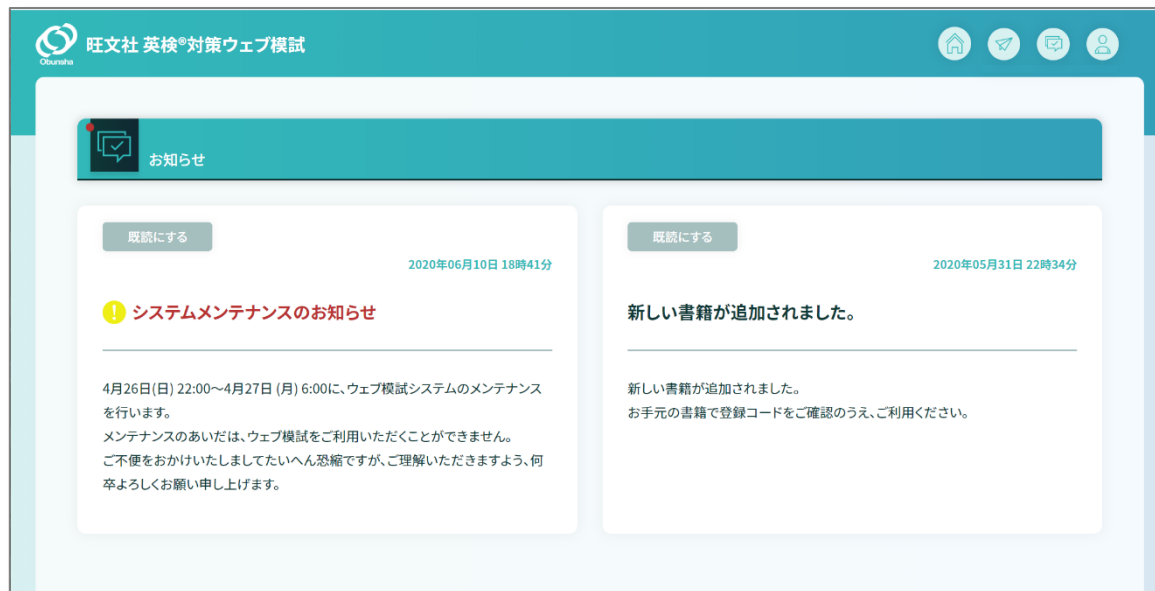 Obunsha
旺文社 英検®対策ウェブ模試
お知らせ
既読にする
2020年06月10日 18時41分
! システムメンテナンスのお知らせ
4月26日(日) 22:00～4月27日 (月) 6:00に、ウェブ模試システムのメンテナンス
を行います。
メンテナンスのあいだは、ウェブ模試をご利用いただくことができません。
ご不便をおかけいたしましてたいへん恐縮ですが、ご理解いただきますよう、何
卒よろしくお願い申し上げます。
既読にする
2020年05月31日 22時34分
新しい書籍が追加されました。
新しい書籍が追加されました。
お手元の書籍で登録コードをご確認のうえ、ご利用ください。